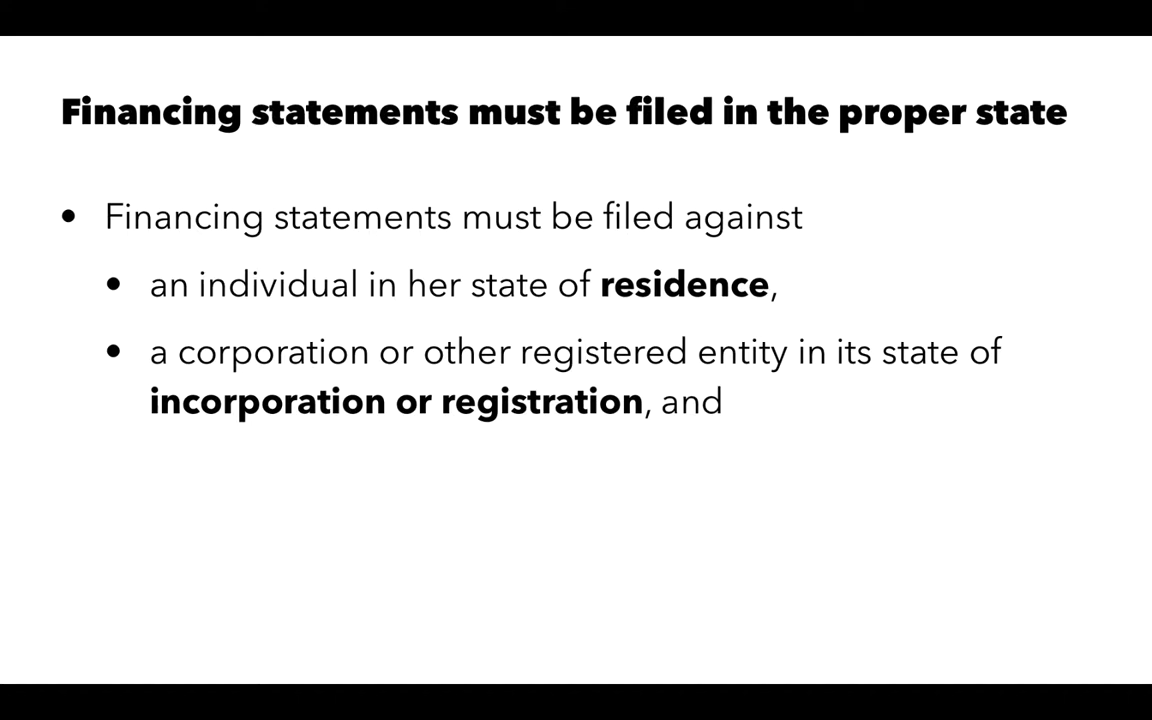 Financing statements must be filed in the proper state
• Financing statements must be filed against
• an individual in her state of residence,
• a corporation or other registered entity in its state of
incorporation or registration, and